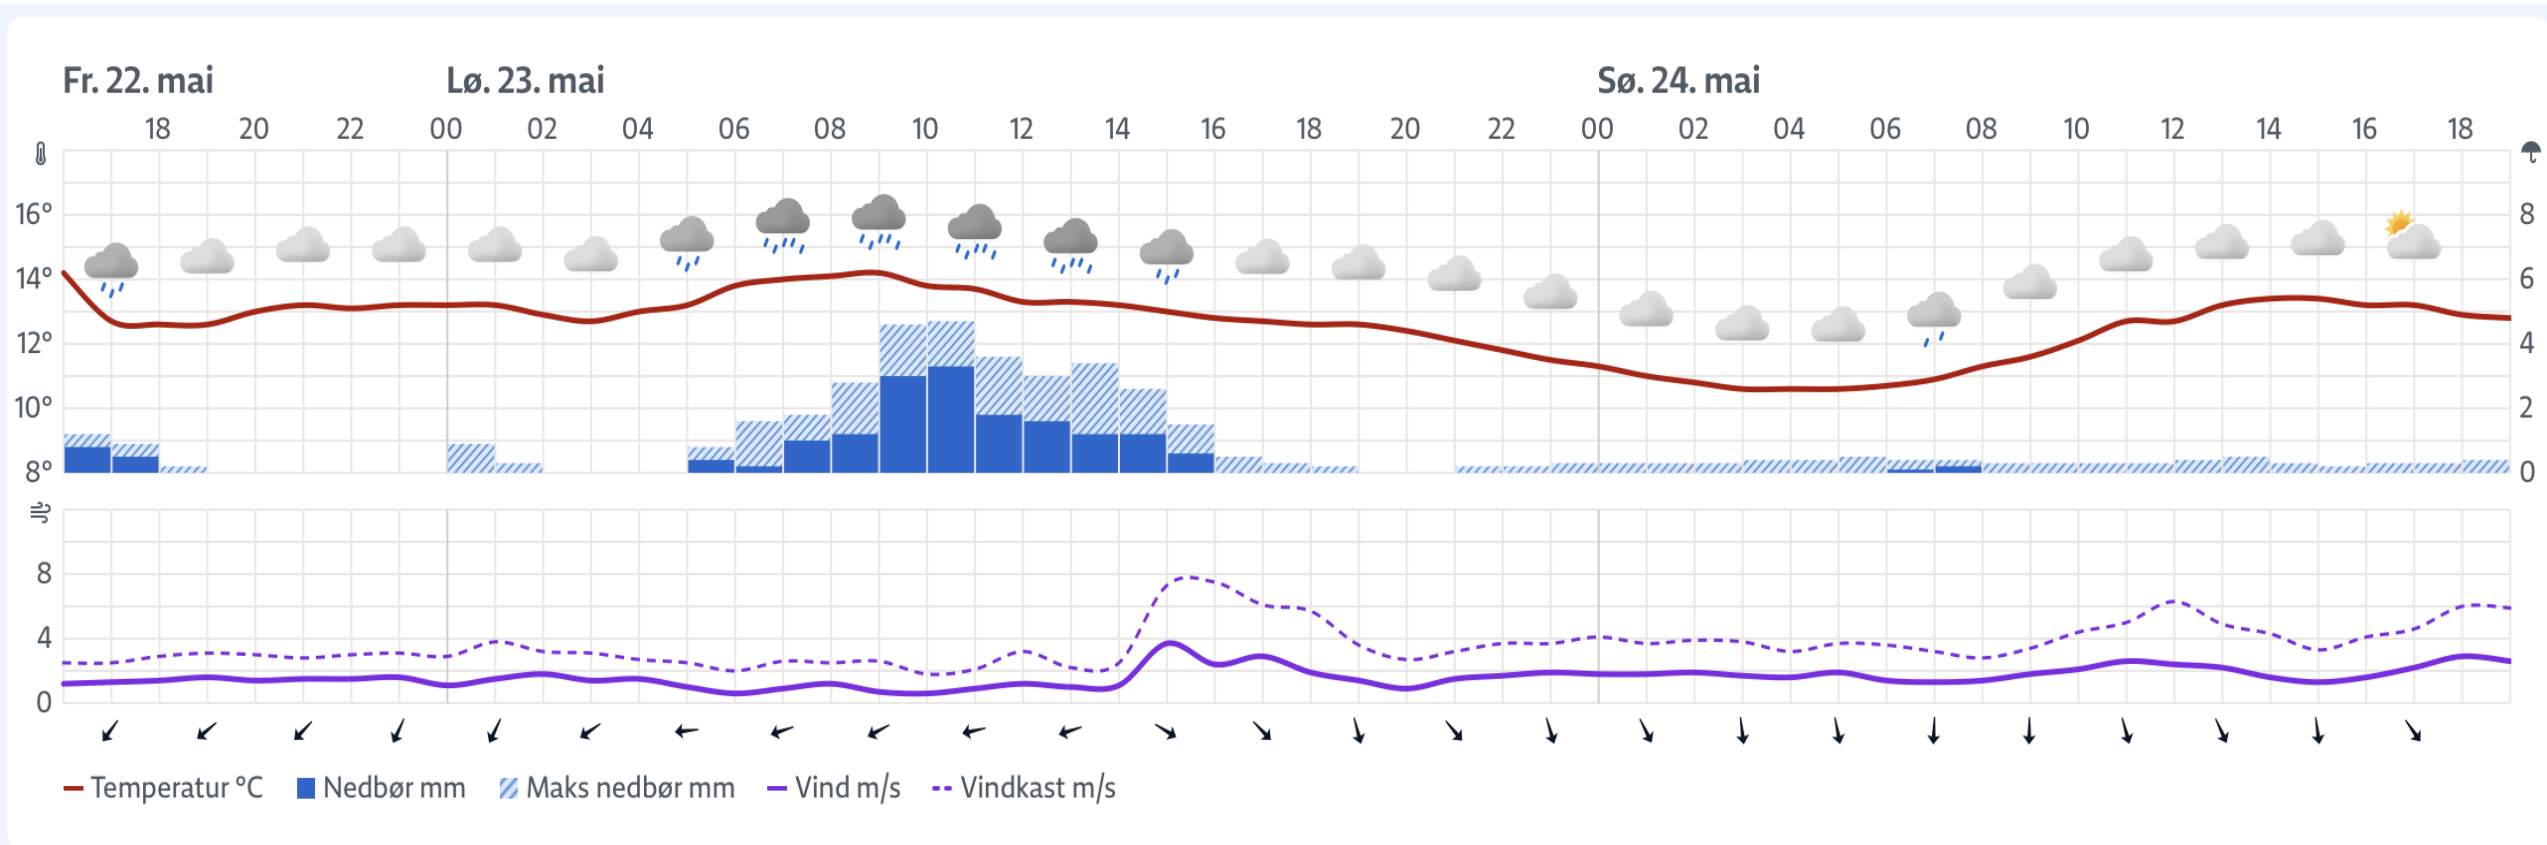 Fr. 22. mai Lø. 23. mai Sø. 24. mai
18 20 22 00 02 04 06 08 10 12 14 16 18 20 22 00 02 04 06 08 10 12 14 16 18
16° 8
14° 6
12° 4
10° 2
8° 0
8
4
0
Temperatur °C Nedbør mm Maks nedbør mm Vind m/s Vindkast m/s